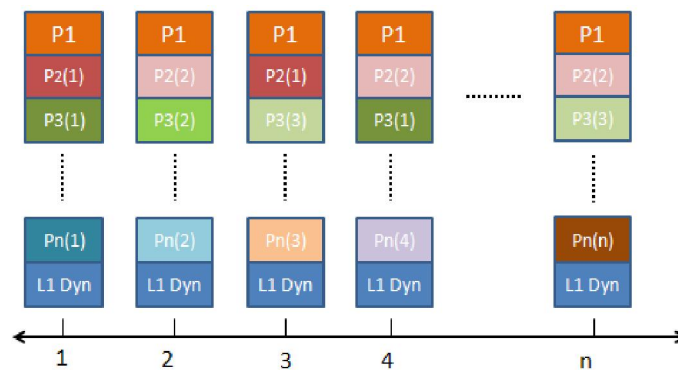 P1 P1 P1 P1 P1
P2(1) P2(2) P2(1) P2(2) P2(2)
P3(1) P3(2) P3(3) P3(1) P3(3)
Pn(1) Pn(2) Pn(3) Pn(4) Pn(n)
L1 Dyn L1 Dyn L1 Dyn L1 Dyn L1 Dyn
1 2 3 4 n